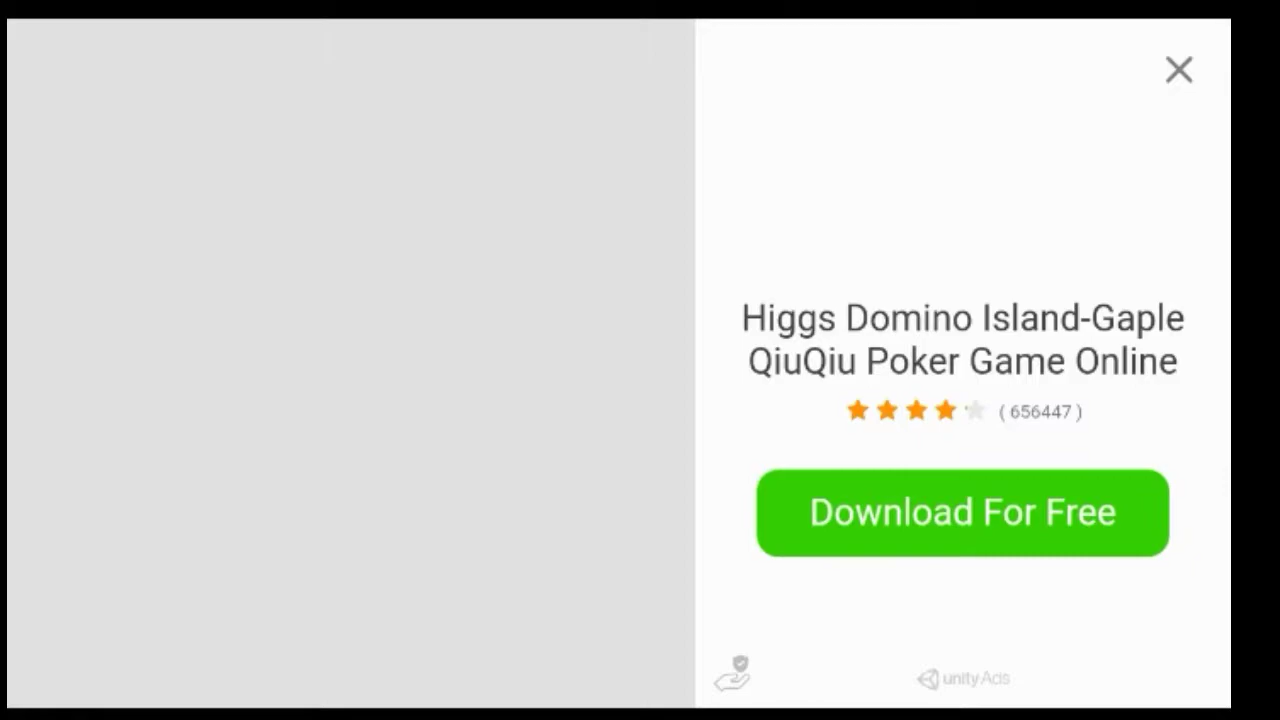 Higgs Domino Island-Gaple
QiuQiu Poker Game Online
( 656447 )
Download For Free
unity Ads